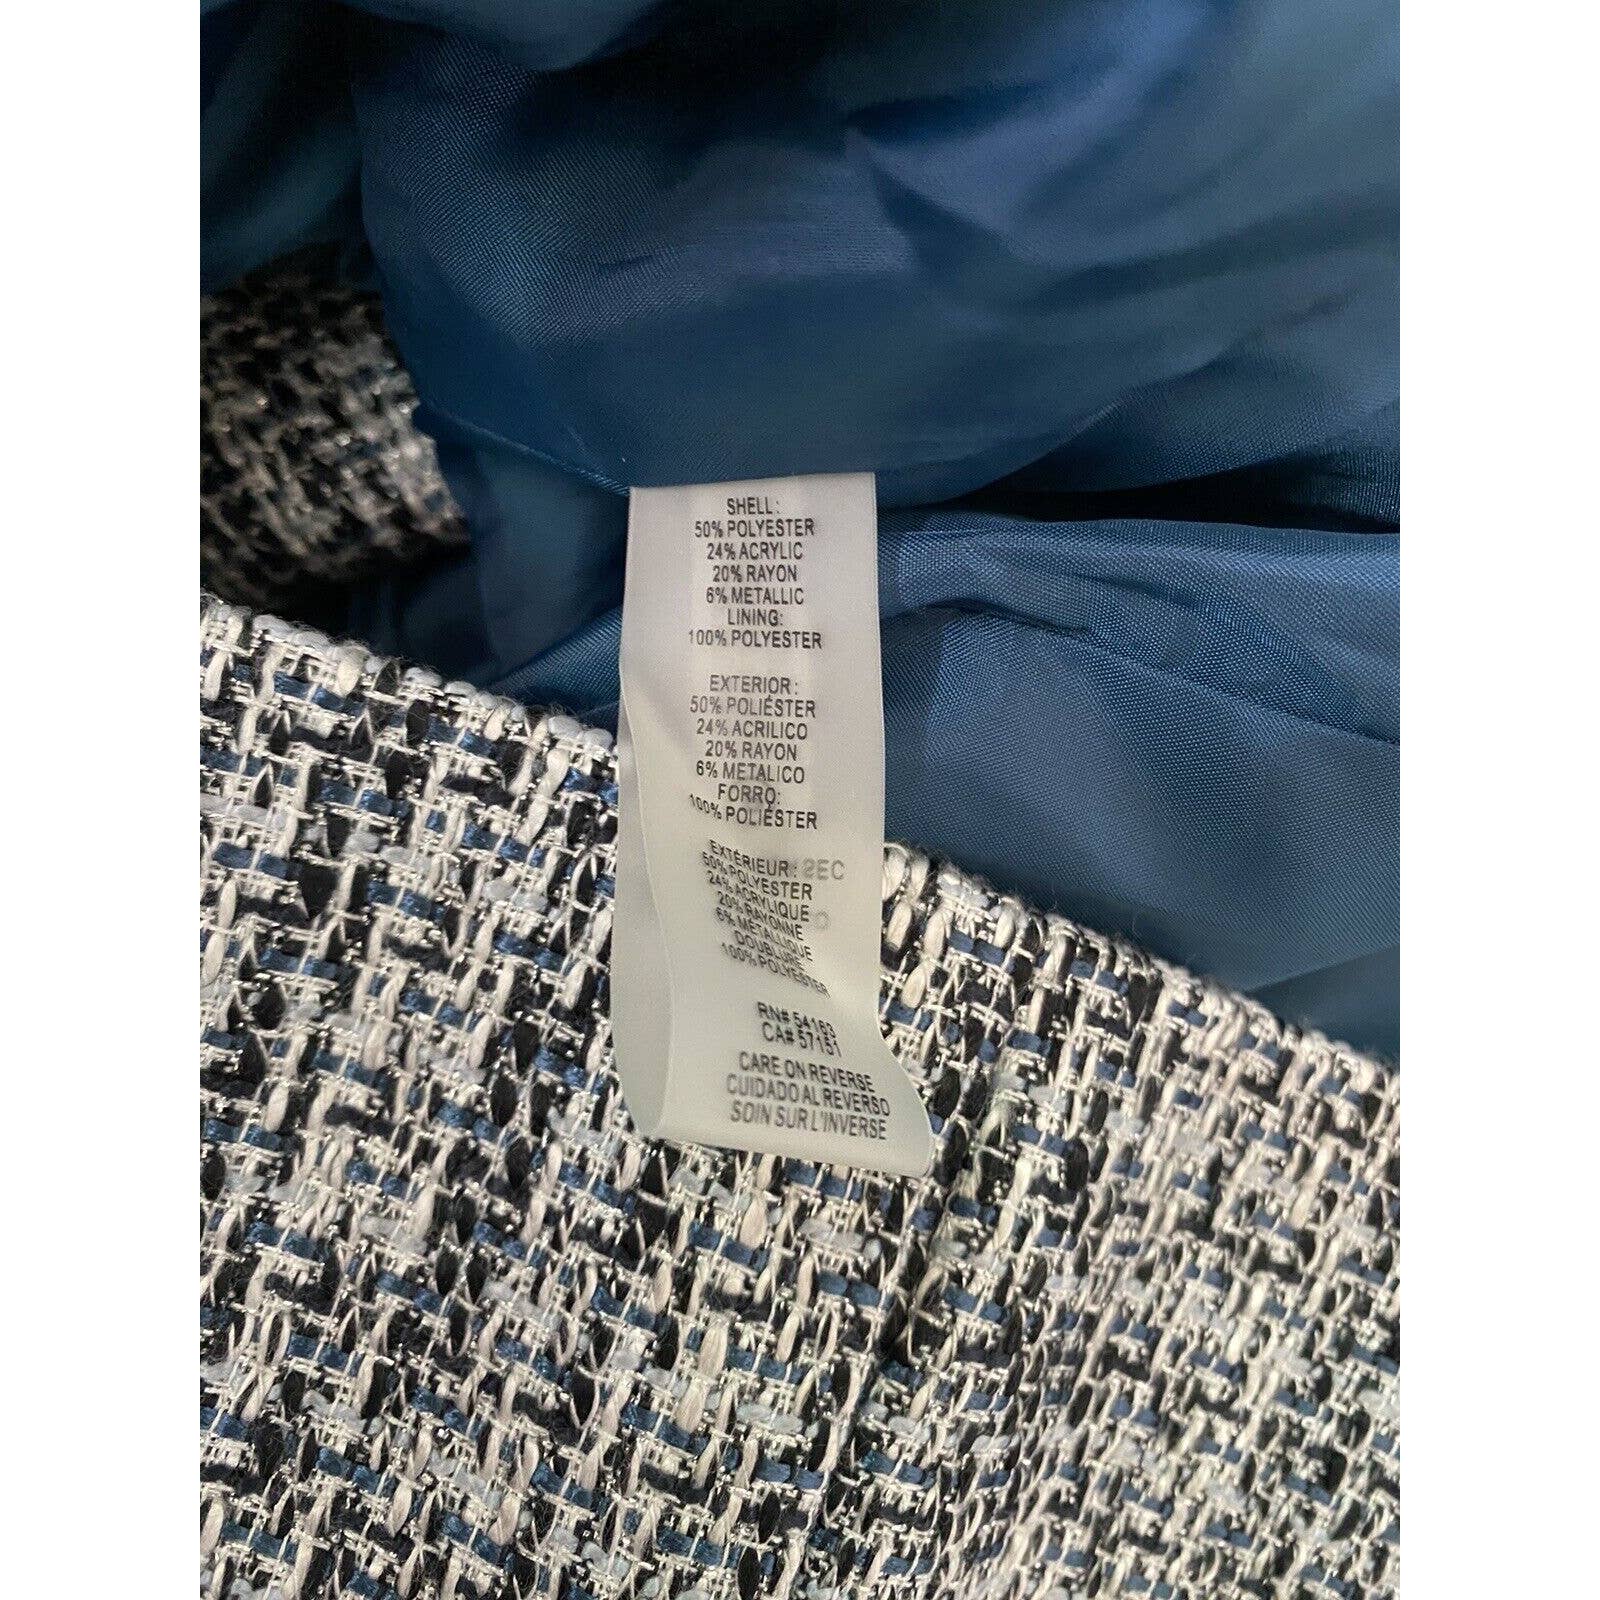 SHELL:
50% POLYESTER
24% ACRYLIC
20% RAYON
6% METALLIC
LINING:
100% POLYESTER
EXTERIOR:
50% POLIÉSTER
24% ACRILICO
20% RAYON
6% METALICO
FORRO:
100% POLIÉSTER
EXTÉRIEUR:
50% POLYESTER
24% ACRYLIQUE
20% RAYONNE
6% MÉTALLIQUE
DOUBLURE
100% POLYESTER
RN# 54163
CA# 57151
CARE ON REVERSE
CUIDADO AL REVERSO
SOIN SUR L'INVERSE